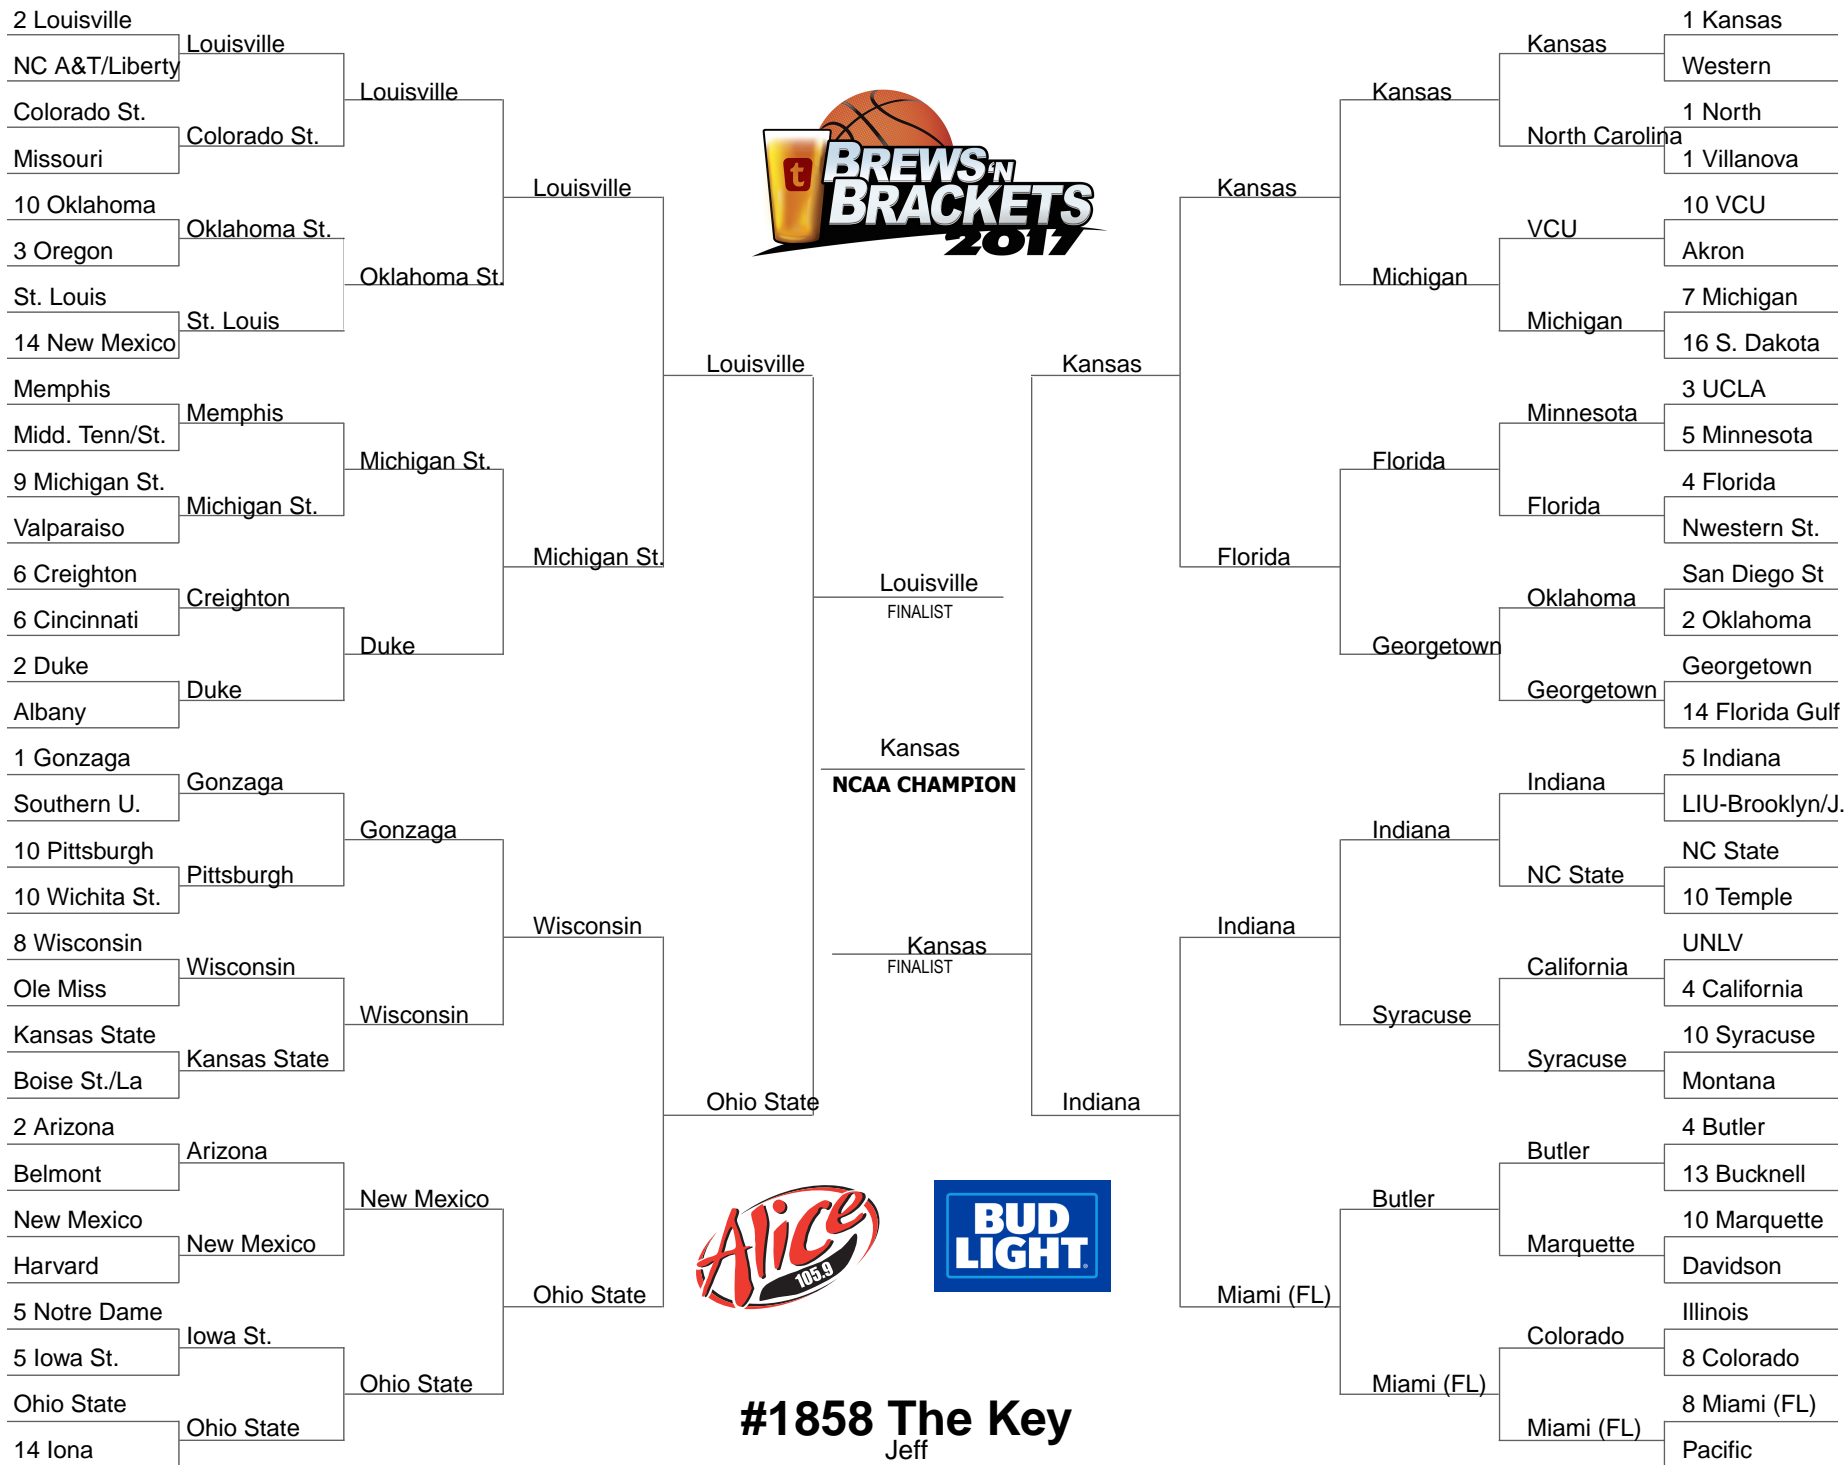 2 Louisville
NC A&T/Liberty
Colorado St.
Missouri
10 Oklahoma
3 Oregon
St. Louis
14 New Mexico
Memphis
Midd. Tenn/St.
9 Michigan St.
Valparaiso
6 Creighton
6 Cincinnati
2 Duke
Albany
1 Gonzaga
Southern U.
10 Pittsburgh
10 Wichita St.
8 Wisconsin
Ole Miss
Kansas State
Boise St./La
2 Arizona
Belmont
New Mexico
Harvard
5 Notre Dame
5 Iowa St.
Ohio State
14 Iona
Louisville
Colorado St.
Oklahoma St.
St. Louis
Memphis
Michigan St.
Creighton
Duke
Gonzaga
Pittsburgh
Wisconsin
Kansas State
Arizona
New Mexico
Iowa St.
Ohio State
Louisville
Oklahoma St.
Michigan St.
Duke
Gonzaga
Wisconsin
New Mexico
Ohio State
Louisville
Michigan St.
Wisconsin
Ohio State
Louisville
Ohio State
t
BREWS 'N
BRACKETS
2017
Louisville
FINALIST
Kansas
NCAA CHAMPION
Kansas
FINALIST
Alice
105.9
BUD
LIGHT
#1858 The Key
Jeff
Kansas
Indiana
Kansas
Florida
Indiana
Miami (FL)
Kansas
Michigan
Florida
Georgetown
Indiana
Syracuse
Butler
Miami (FL)
Kansas
North Carolina
VCU
Michigan
Minnesota
Florida
Oklahoma
Georgetown
Indiana
NC State
California
Syracuse
Butler
Marquette
Colorado
Miami (FL)
1 Kansas
Western
1 North
1 Villanova
10 VCU
Akron
7 Michigan
16 S. Dakota
3 UCLA
5 Minnesota
4 Florida
Nwestern St.
San Diego St
2 Oklahoma
Georgetown
14 Florida Gulf
5 Indiana
LIU-Brooklyn/J.
NC State
10 Temple
UNLV
4 California
10 Syracuse
Montana
4 Butler
13 Bucknell
10 Marquette
Davidson
Illinois
8 Colorado
8 Miami (FL)
Pacific